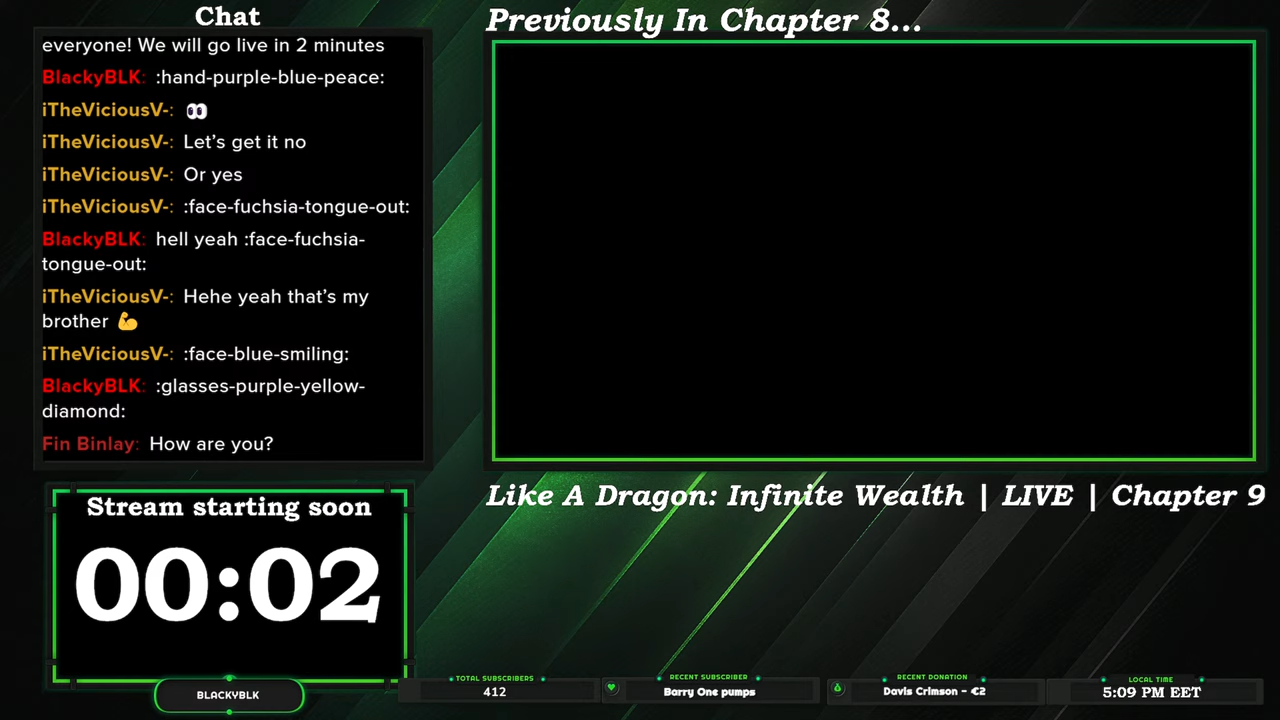 Chat
everyone! We will go live in 2 minutes
BlackyBLK: :hand-purple-blue-peace:
iTheViciousV-: 👀
iTheViciousV-: Let's get it no
iTheViciousV-: Or yes
iTheViciousV-: :face-fuchsia-tongue-out:
BlackyBLK: hell yeah :face-fuchsia-
tongue-out:
iTheViciousV-: Hehe yeah that's my
brother 💪
iTheViciousV-: :face-blue-smiling:
BlackyBLK: :glasses-purple-yellow-
diamond:
Fin Binlay: How are you?
Previously In Chapter 8...
Like A Dragon: Infinite Wealth | LIVE | Chapter 9
Stream starting soon
00:02
BLACKYBLK
TOTAL SUBSCRIBERS
412
RECENT SUBSCRIBER
Barry One pumps
RECENT DONATION
Davis Crimson - €2
LOCAL TIME
5:09 PM EET